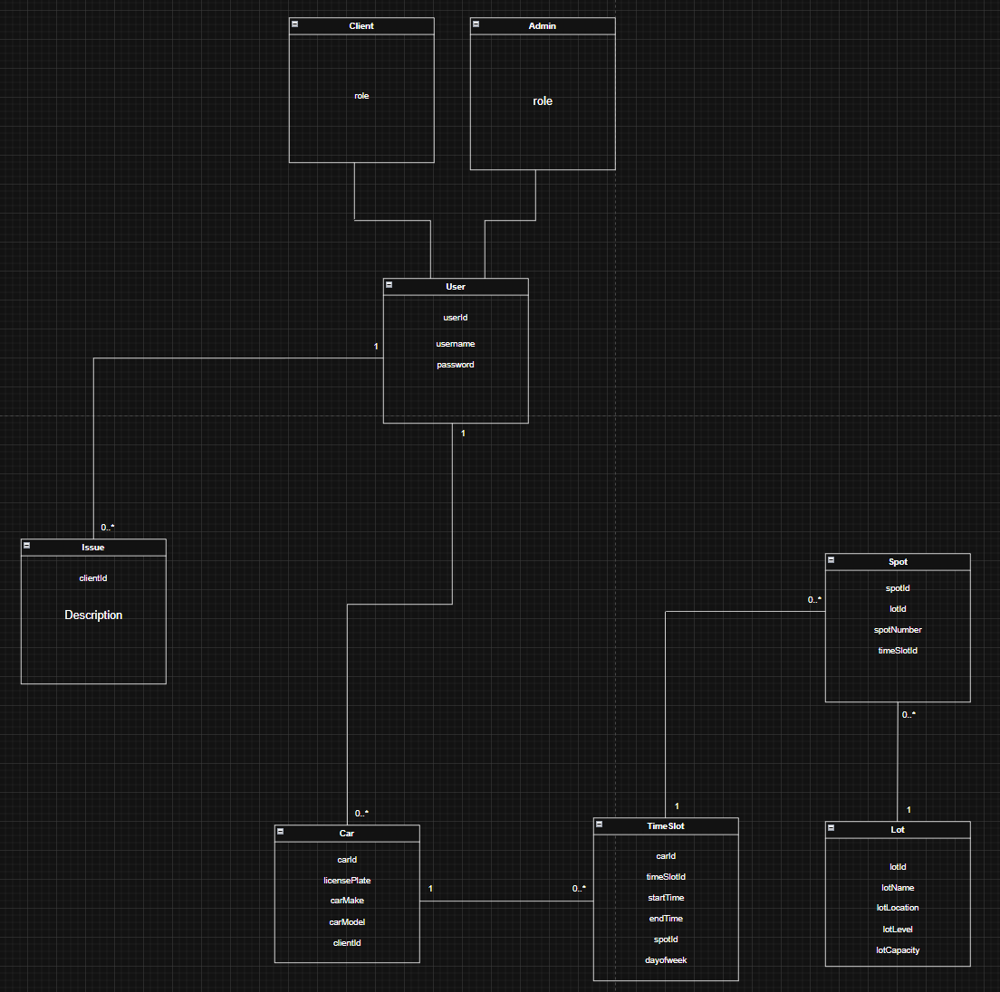 Client
role
Admin
role
User
userId
username
password
1
1
0..*
Issue
clientId
Description
0..*
Car
carId
licensePlate
carMake
carModel
clientId
1
0..*
TimeSlot
carId
timeSlotId
startTime
endTime
spotId
dayofweek
1
0..*
Spot
spotId
lotId
spotNumber
timeSlotId
0..*
1
Lot
lotId
lotName
lotLocation
lotLevel
lotCapacity